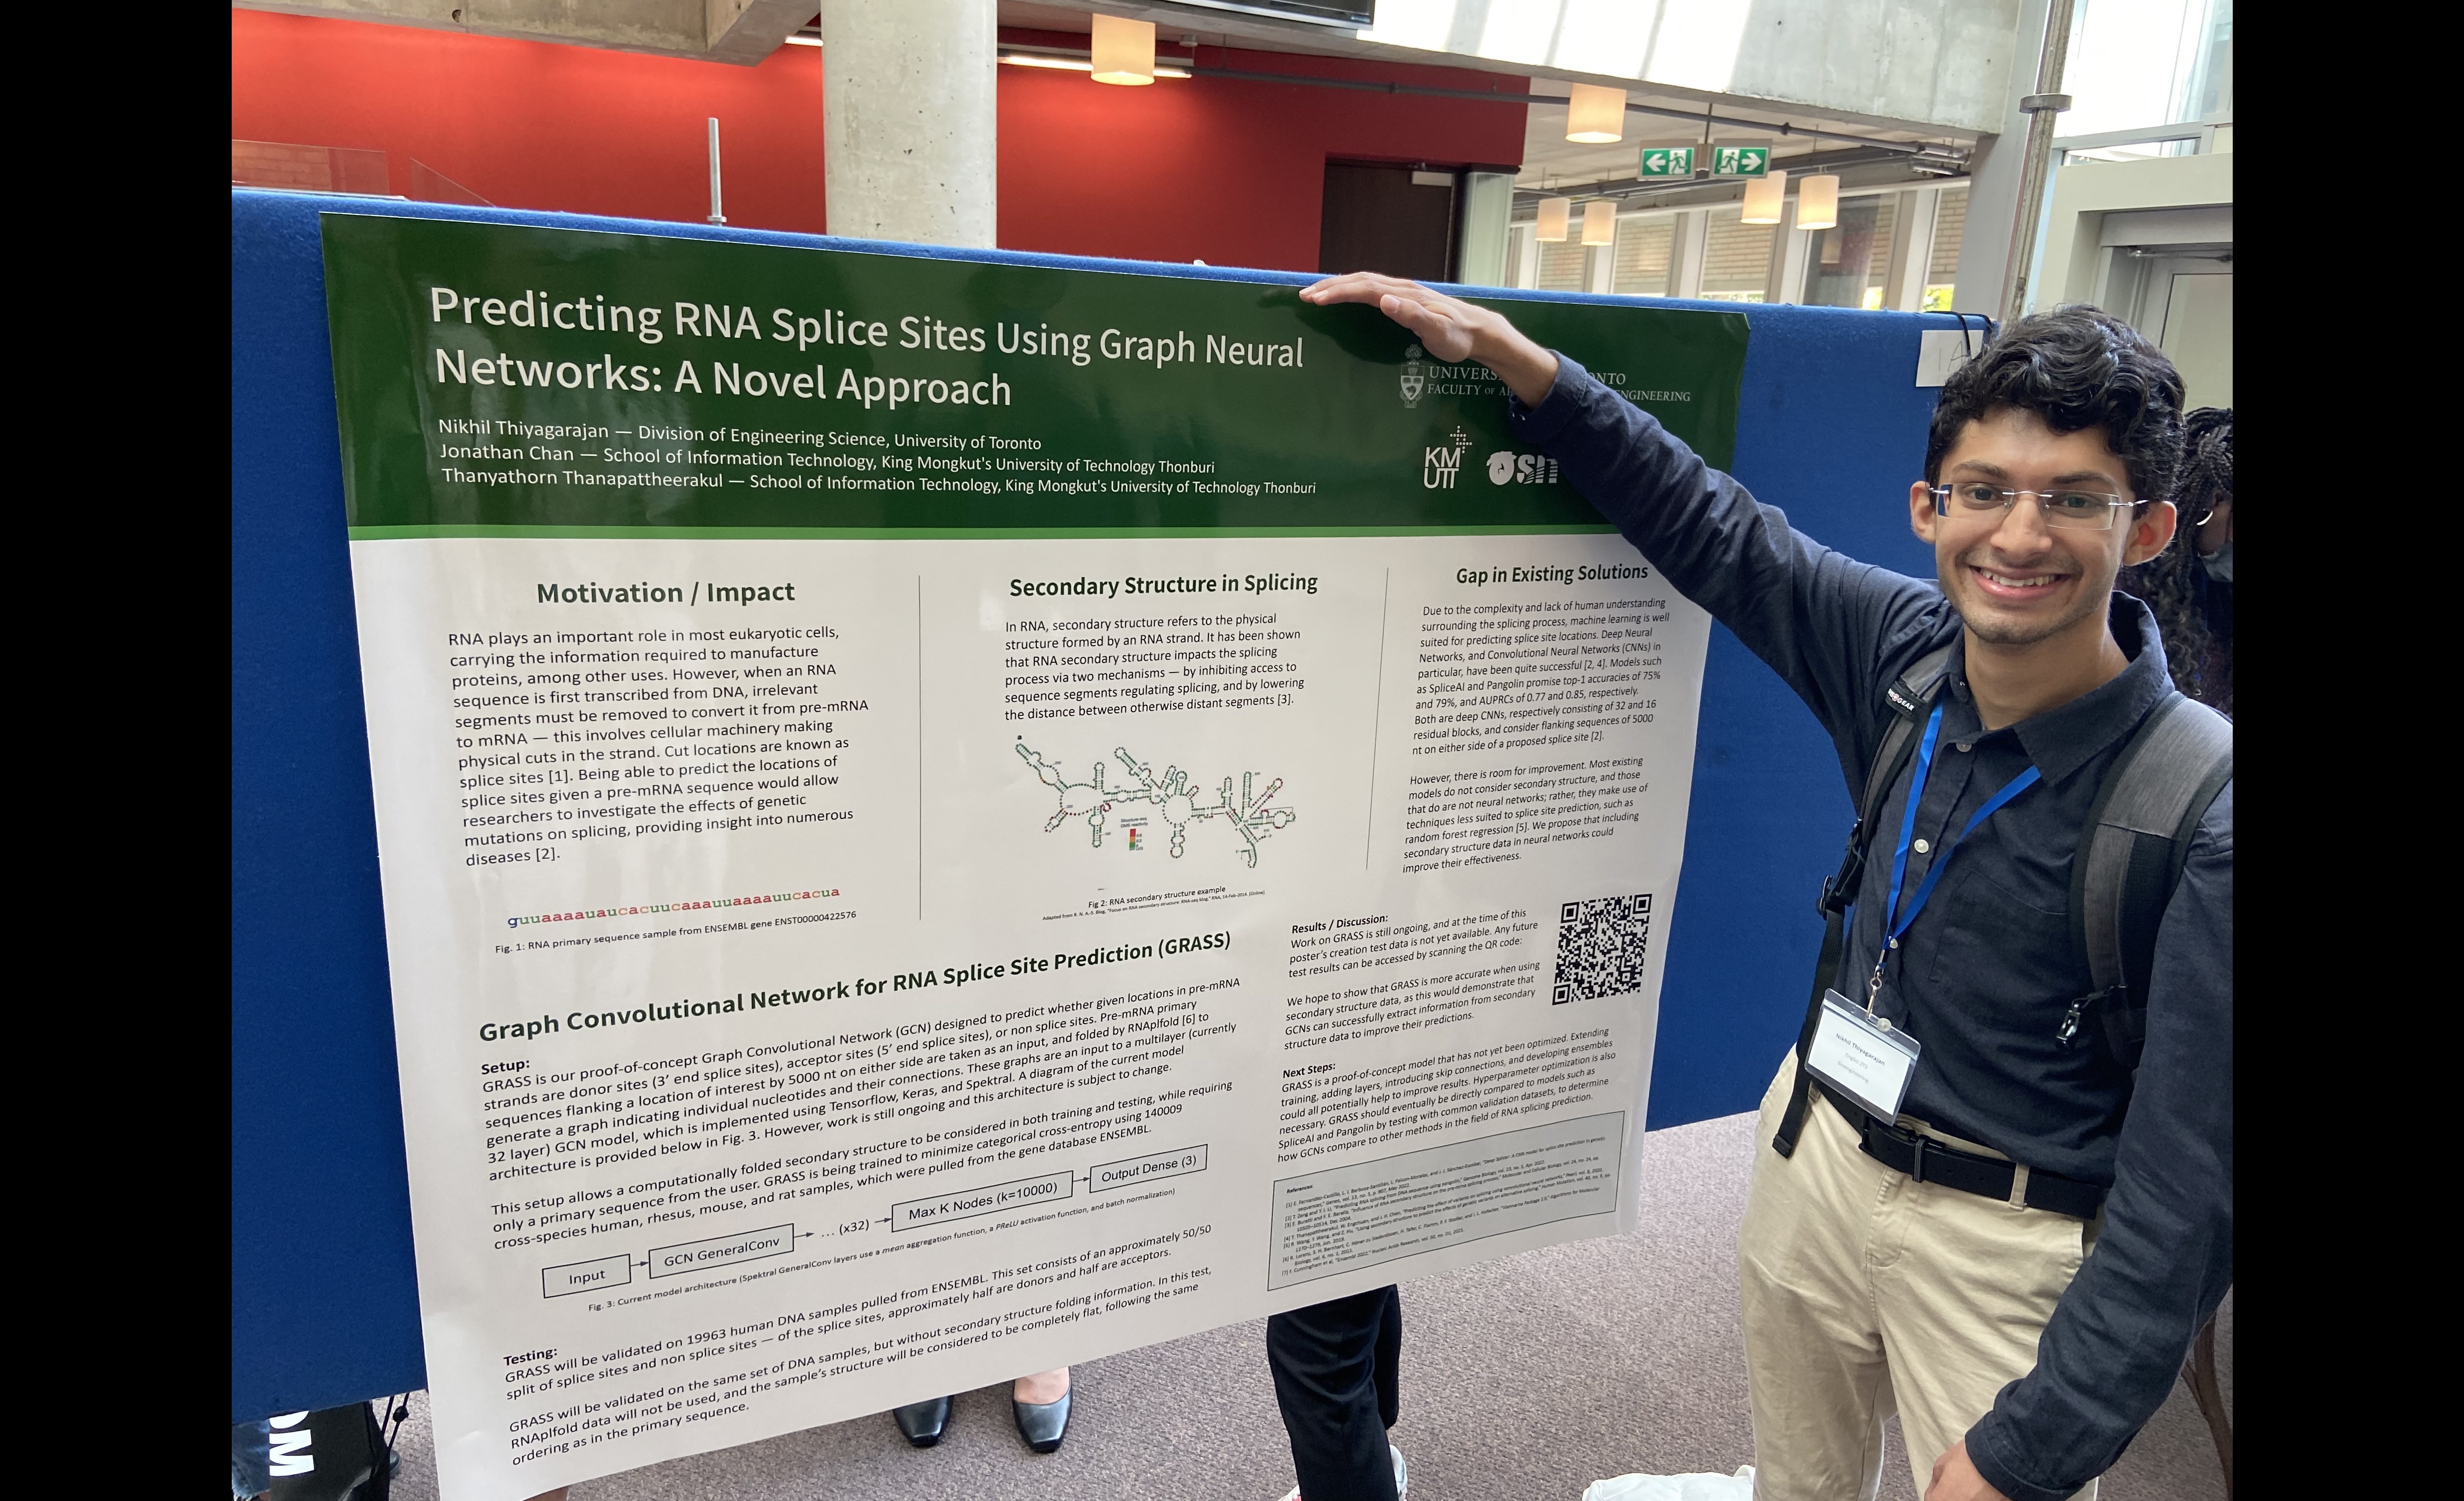 Predicting RNA Splice Sites Using Graph Neural
Networks: A Novel Approach
Nikhil Thiyagarajan — Division of Engineering Science, University of Toronto
Jonathan Chan — School of Information Technology, King Mongkut's University of Technology Thonburi
Thanyathorn Thanapattheerakul — School of Information Technology, King Mongkut's University of Technology Thonburi
UNIVERS NTO
FACULTY OF A NGINEERING
KM
UTT
Motivation / Impact
RNA plays an important role in most eukaryotic cells,
carrying the information required to manufacture
proteins, among other uses. However, when an RNA
sequence is first transcribed from DNA, irrelevant
segments must be removed to convert it from pre-mRNA
to mRNA — this involves cellular machinery making
physical cuts in the strand. Cut locations are known as
splice sites [1]. Being able to predict the locations of
splice sites given a pre-mRNA sequence would allow
researchers to investigate the effects of genetic
mutations on splicing, providing insight into numerous
diseases [2].
guuaaaauaucacuucaaauuaaaauucacua
Fig. 1: RNA primary sequence sample from ENSEMBL gene ENST00000422576
Secondary Structure in Splicing
In RNA, secondary structure refers to the physical
structure formed by an RNA strand. It has been shown
that RNA secondary structure impacts the splicing
process via two mechanisms — by inhibiting access to
sequence segments regulating splicing, and by lowering
the distance between otherwise distant segments [3].
Fig 2: RNA secondary structure example
Gap in Existing Solutions
Due to the complexity and lack of human understanding
surrounding the splicing process, machine learning is well
suited for predicting splice site locations. Deep Neural
Networks, and Convolutional Neural Networks (CNNs) in
particular, have been quite successful [2, 4]. Models such
as SpliceAI and Pangolin promise top-1 accuracies of 75%
and 79%, and AUPRCs of 0.77 and 0.85, respectively.
Both are deep CNNs, respectively consisting of 32 and 16
residual blocks, and consider flanking sequences of 5000
nt on either side of a proposed splice site [2].
However, there is room for improvement. Most existing
models do not consider secondary structure, and those
that do are not neural networks; rather, they make use of
techniques less suited to splice site prediction, such as
random forest regression [5]. We propose that including
secondary structure data in neural networks could
improve their effectiveness.
Graph Convolutional Network for RNA Splice Site Prediction (GRASS)
Setup:
GRASS is our proof-of-concept Graph Convolutional Network (GCN) designed to predict whether given locations in pre-mRNA
strands are donor sites (3’ end splice sites), acceptor sites (5’ end splice sites), or non splice sites. Pre-mRNA primary
sequences flanking a location of interest by 5000 nt on either side are taken as an input, and folded by RNAplfold [6] to
generate a graph indicating individual nucleotides and their connections. These graphs are an input to a multilayer (currently
32 layer) GCN model, which is implemented using Tensorflow, Keras, and Spektral. A diagram of the current model
architecture is provided below in Fig. 3. However, work is still ongoing and this architecture is subject to change.
This setup allows a computationally folded secondary structure to be considered in both training and testing, while requiring
only a primary sequence from the user. GRASS is being trained to minimize categorical cross-entropy using 140009
cross-species human, rhesus, mouse, and rat samples, which were pulled from the gene database ENSEMBL.
Input
GCN GeneralConv
... (x32)
Max K Nodes (k=10000)
Output Dense (3)
Fig. 3: Current model architecture (Spektral GeneralConv layers use a mean aggregation function, a PReLU activation function, and batch normalization)
Testing:
GRASS will be validated on 19963 human DNA samples pulled from ENSEMBL. This set consists of an approximately 50/50
split of splice sites and non splice sites — of the splice sites, approximately half are donors and half are acceptors.
GRASS will be validated on the same set of DNA samples, but without secondary structure folding information. In this test,
RNAplfold data will not be used, and the sample’s structure will be considered to be completely flat, following the same
ordering as in the primary sequence.
Results / Discussion:
Work on GRASS is still ongoing, and at the time of this
poster’s creation test data is not yet available. Any future
test results can be accessed by scanning the QR code:
We hope to show that GRASS is more accurate when using
secondary structure data, as this would demonstrate that
GCNs can successfully extract information from secondary
structure data to improve their predictions.
Next Steps:
GRASS is a proof-of-concept model that has not yet been optimized. Extending
training, adding layers, introducing skip connections, and developing ensembles
could all potentially help to improve results. Hyperparameter optimization is also
necessary. GRASS should eventually be directly compared to models such as
SpliceAI and Pangolin by testing with common validation datasets, to determine
how GCNs compare to other methods in the field of RNA splicing prediction.
References:
Nikhil Thiyagarajan
OM